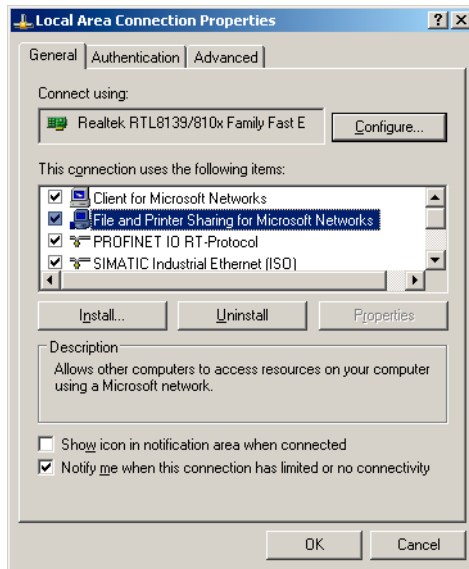 Local Area Connection Properties
General Authentication Advanced
Connect using:
Realtek RTL8139/810x Family Fast E
Configure...
This connection uses the following items:
Client for Microsoft Networks
File and Printer Sharing for Microsoft Networks
PROFINET IO RT-Protocol
SIMATIC Industrial Ethernet (ISO)
Install... Uninstall Properties
Description
Allows other computers to access resources on your computer
using a Microsoft network.
Show icon in notification area when connected
Notify me when this connection has limited or no connectivity
OK Cancel